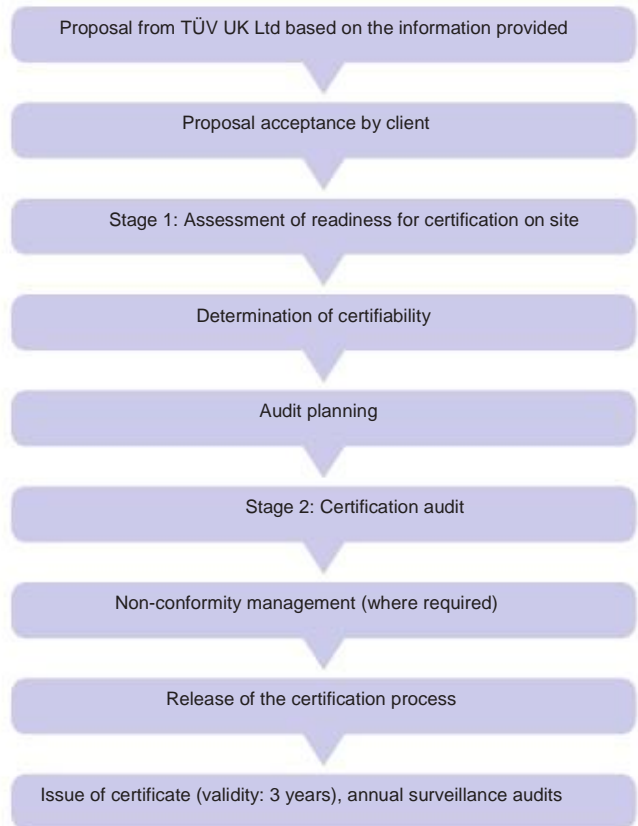 Proposal from TÜV UK Ltd based on the information provided
Proposal acceptance by client
Stage 1: Assessment of readiness for certification on site
Determination of certifiability
Audit planning
Stage 2: Certification audit
Non-conformity management (where required)
Release of the certification process
Issue of certificate (validity: 3 years), annual surveillance audits